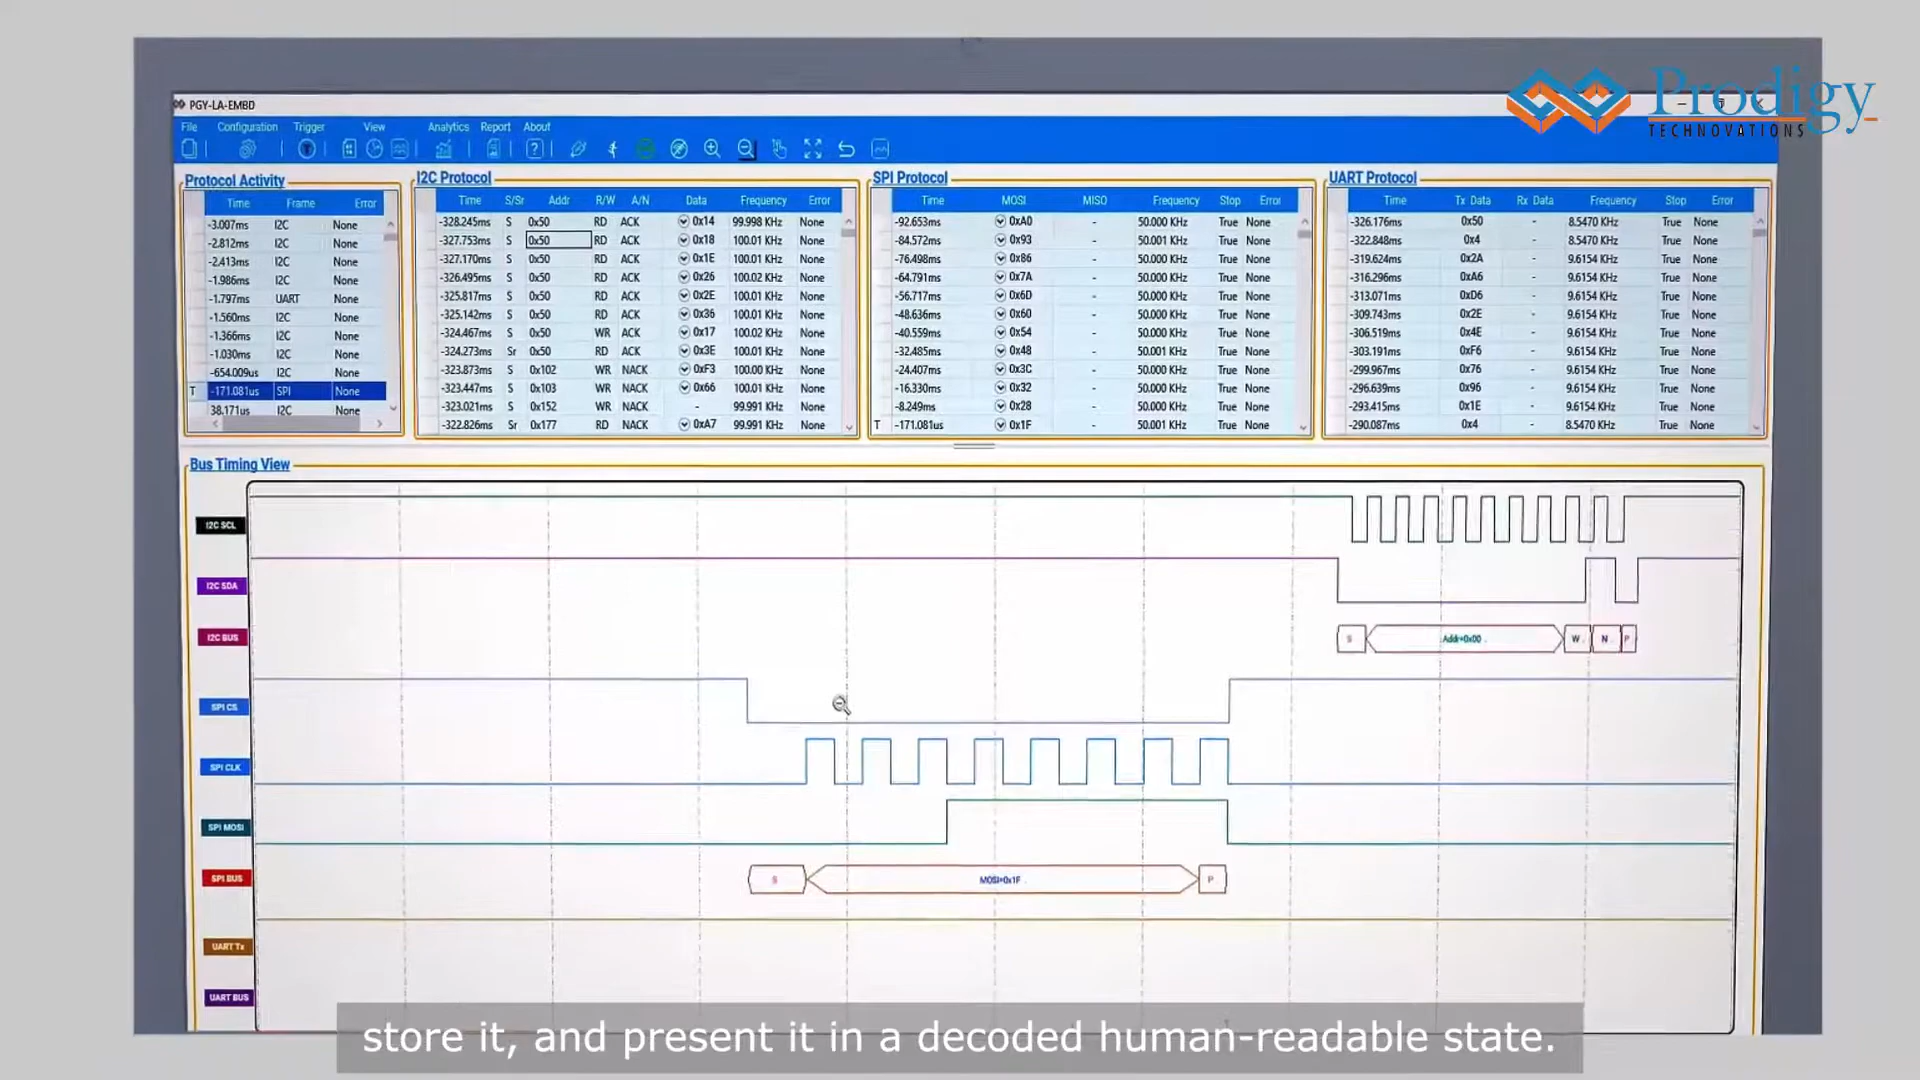 PGY-LA-EMBD
Prodigy
TECHNOVATIONS
File Configuration Trigger View Analytics Report About
Protocol Activity
Time Frame Error
-3.007ms I2C None
-2.812ms I2C None
-2.413ms I2C None
-1.986ms I2C None
-1.797ms UART None
-1.560ms I2C None
-1.366ms I2C None
-1.030ms I2C None
-654.009us I2C None
T -171.081us SPI None
38.171us I2C None
I2C Protocol
Time S/Sr Addr R/W A/N Data Frequency Error
-328.245ms S 0x50 RD ACK 0x14 99.998 KHz None
-327.753ms S 0x50 RD ACK 0x18 100.01 KHz None
-327.170ms S 0x50 RD ACK 0x1E 100.01 KHz None
-326.495ms S 0x50 RD ACK 0x26 100.02 KHz None
-325.817ms S 0x50 RD ACK 0x2E 100.01 KHz None
-325.142ms S 0x50 RD ACK 0x36 100.01 KHz None
-324.467ms S 0x50 WR ACK 0x17 100.02 KHz None
-324.273ms Sr 0x50 RD ACK 0x3E 100.01 KHz None
-323.873ms S 0x102 WR NACK 0xF3 100.00 KHz None
-323.447ms S 0x103 WR NACK 0x66 100.01 KHz None
-323.021ms S 0x152 WR NACK - 99.991 KHz None
-322.826ms Sr 0x177 RD NACK 0xA7 99.991 KHz None
SPI Protocol
Time MOSI MISO Frequency Stop Error
-92.653ms 0xA0 - 50.000 KHz True None
-84.572ms 0x93 - 50.001 KHz True None
-76.498ms 0x86 - 50.001 KHz True None
-64.791ms 0x7A - 50.001 KHz True None
-56.717ms 0x6D - 50.000 KHz True None
-48.636ms 0x60 - 50.000 KHz True None
-40.559ms 0x54 - 50.001 KHz True None
-32.485ms 0x48 - 50.001 KHz True None
-24.407ms 0x3C - 50.001 KHz True None
-16.330ms 0x32 - 50.000 KHz True None
-8.249ms 0x28 - 50.000 KHz True None
T -171.081us 0x1F - 50.001 KHz True None
UART Protocol
Time Tx Data Rx Data Frequency Stop Error
-326.176ms 0x50 - 8.5470 KHz True None
-322.848ms 0x4 - 8.5470 KHz True None
-319.624ms 0x2A - 9.6154 KHz True None
-316.296ms 0xA6 - 9.6154 KHz True None
-313.071ms 0xD6 - 9.6154 KHz True None
-309.743ms 0x2E - 9.6154 KHz True None
-306.519ms 0x4E - 9.6154 KHz True None
-303.191ms 0xF6 - 9.6154 KHz True None
-299.967ms 0x76 - 9.6154 KHz True None
-296.639ms 0x96 - 9.6154 KHz True None
-293.415ms 0x1E - 9.6154 KHz True None
-290.087ms 0x4 - 8.5470 KHz True None
Bus Timing View
I2C SCL
I2C SDA
I2C BUS
S Addr=0x00 W N P
SPI CS
SPI CLK
SPI MOSI
SPI BUS
S MOSI=0x1F P
UART Tx
UART BUS
store it, and present it in a decoded human-readable state.